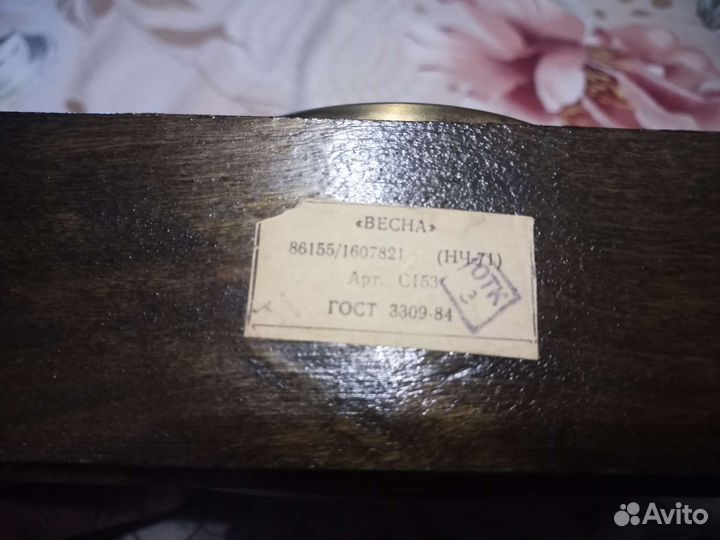 «ВЕСНА»
86155/1607821 (НЧ-71)
Арт. С153
ОТК
3
ГОСТ 3309-84
Avito